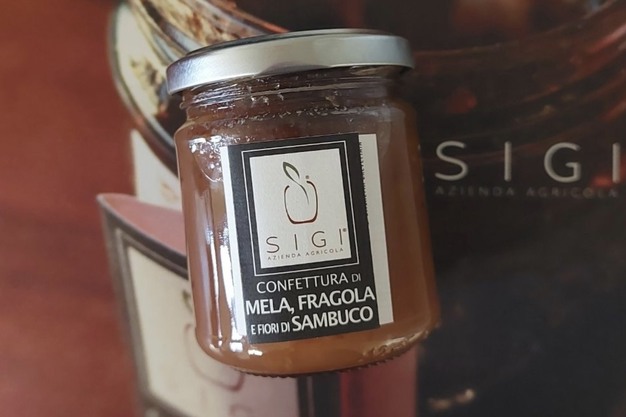 SIGI
AZIENDA AGRICOLA
CONFETTURA DI
MELA, FRAGOLA
E FIORI DI SAMBUCO
SIGI
AZIENDA AGRICOLA